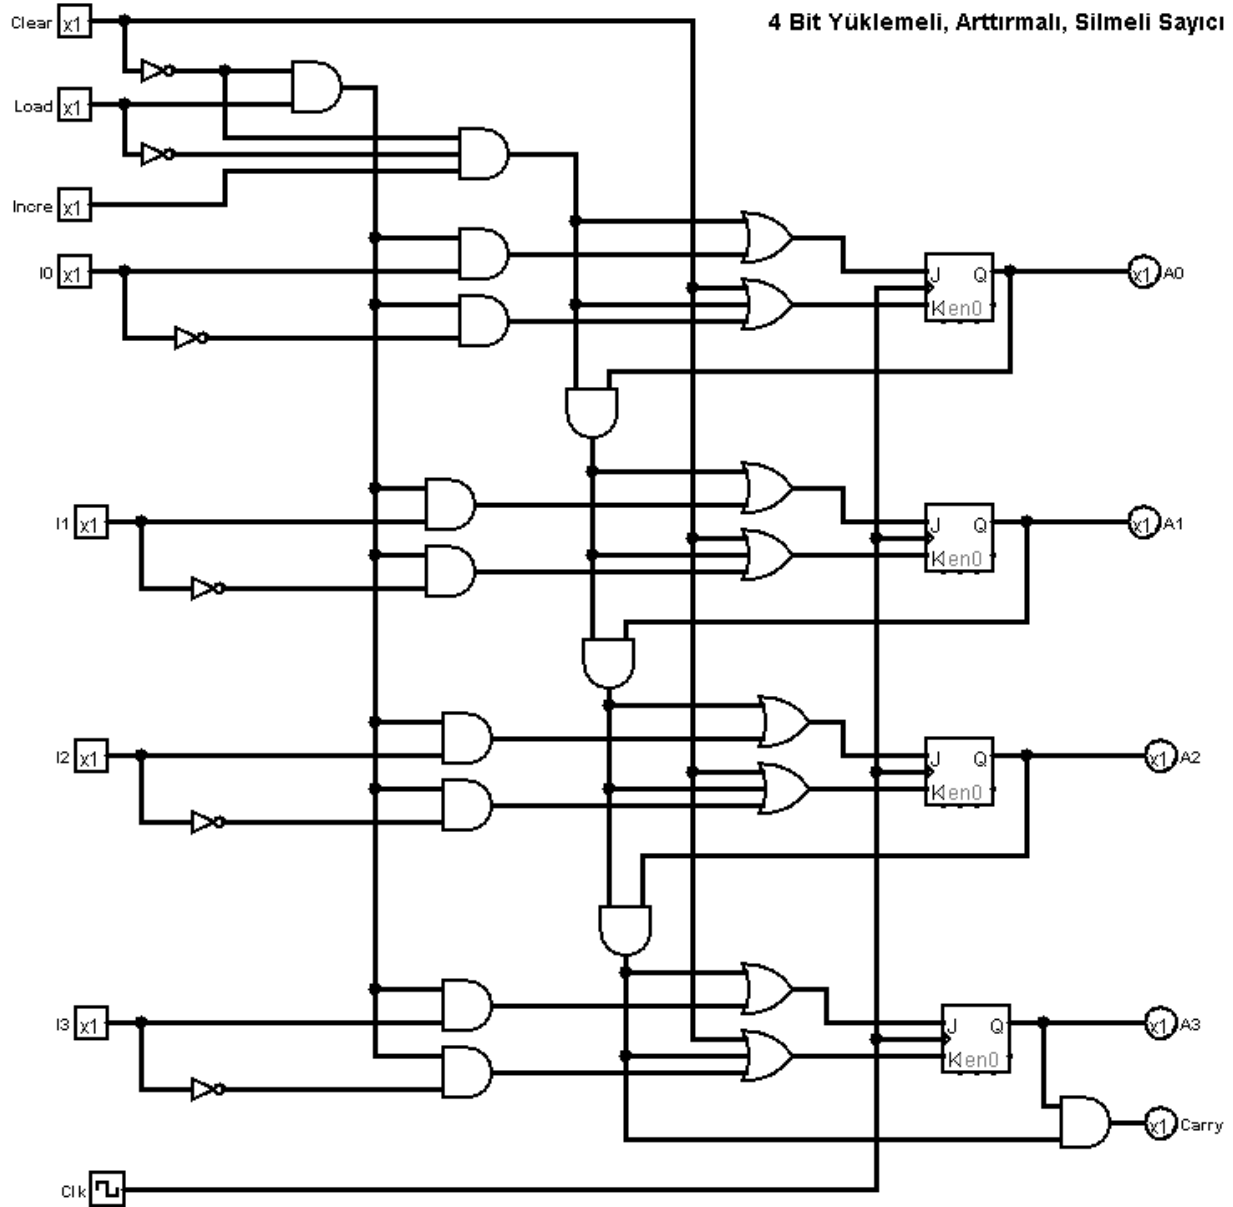 Clear x1
4 Bit Yüklemeli, Arttırmalı, Silmeli Sayıcı
Load x1
Incre x1
I0 x1
J Q
K en0
x1 A0
I1 x1
J Q
K en0
x1 A1
I2 x1
J Q
K en0
x1 A2
I3 x1
J Q
K en0
x1 A3
x1 Carry
Clk